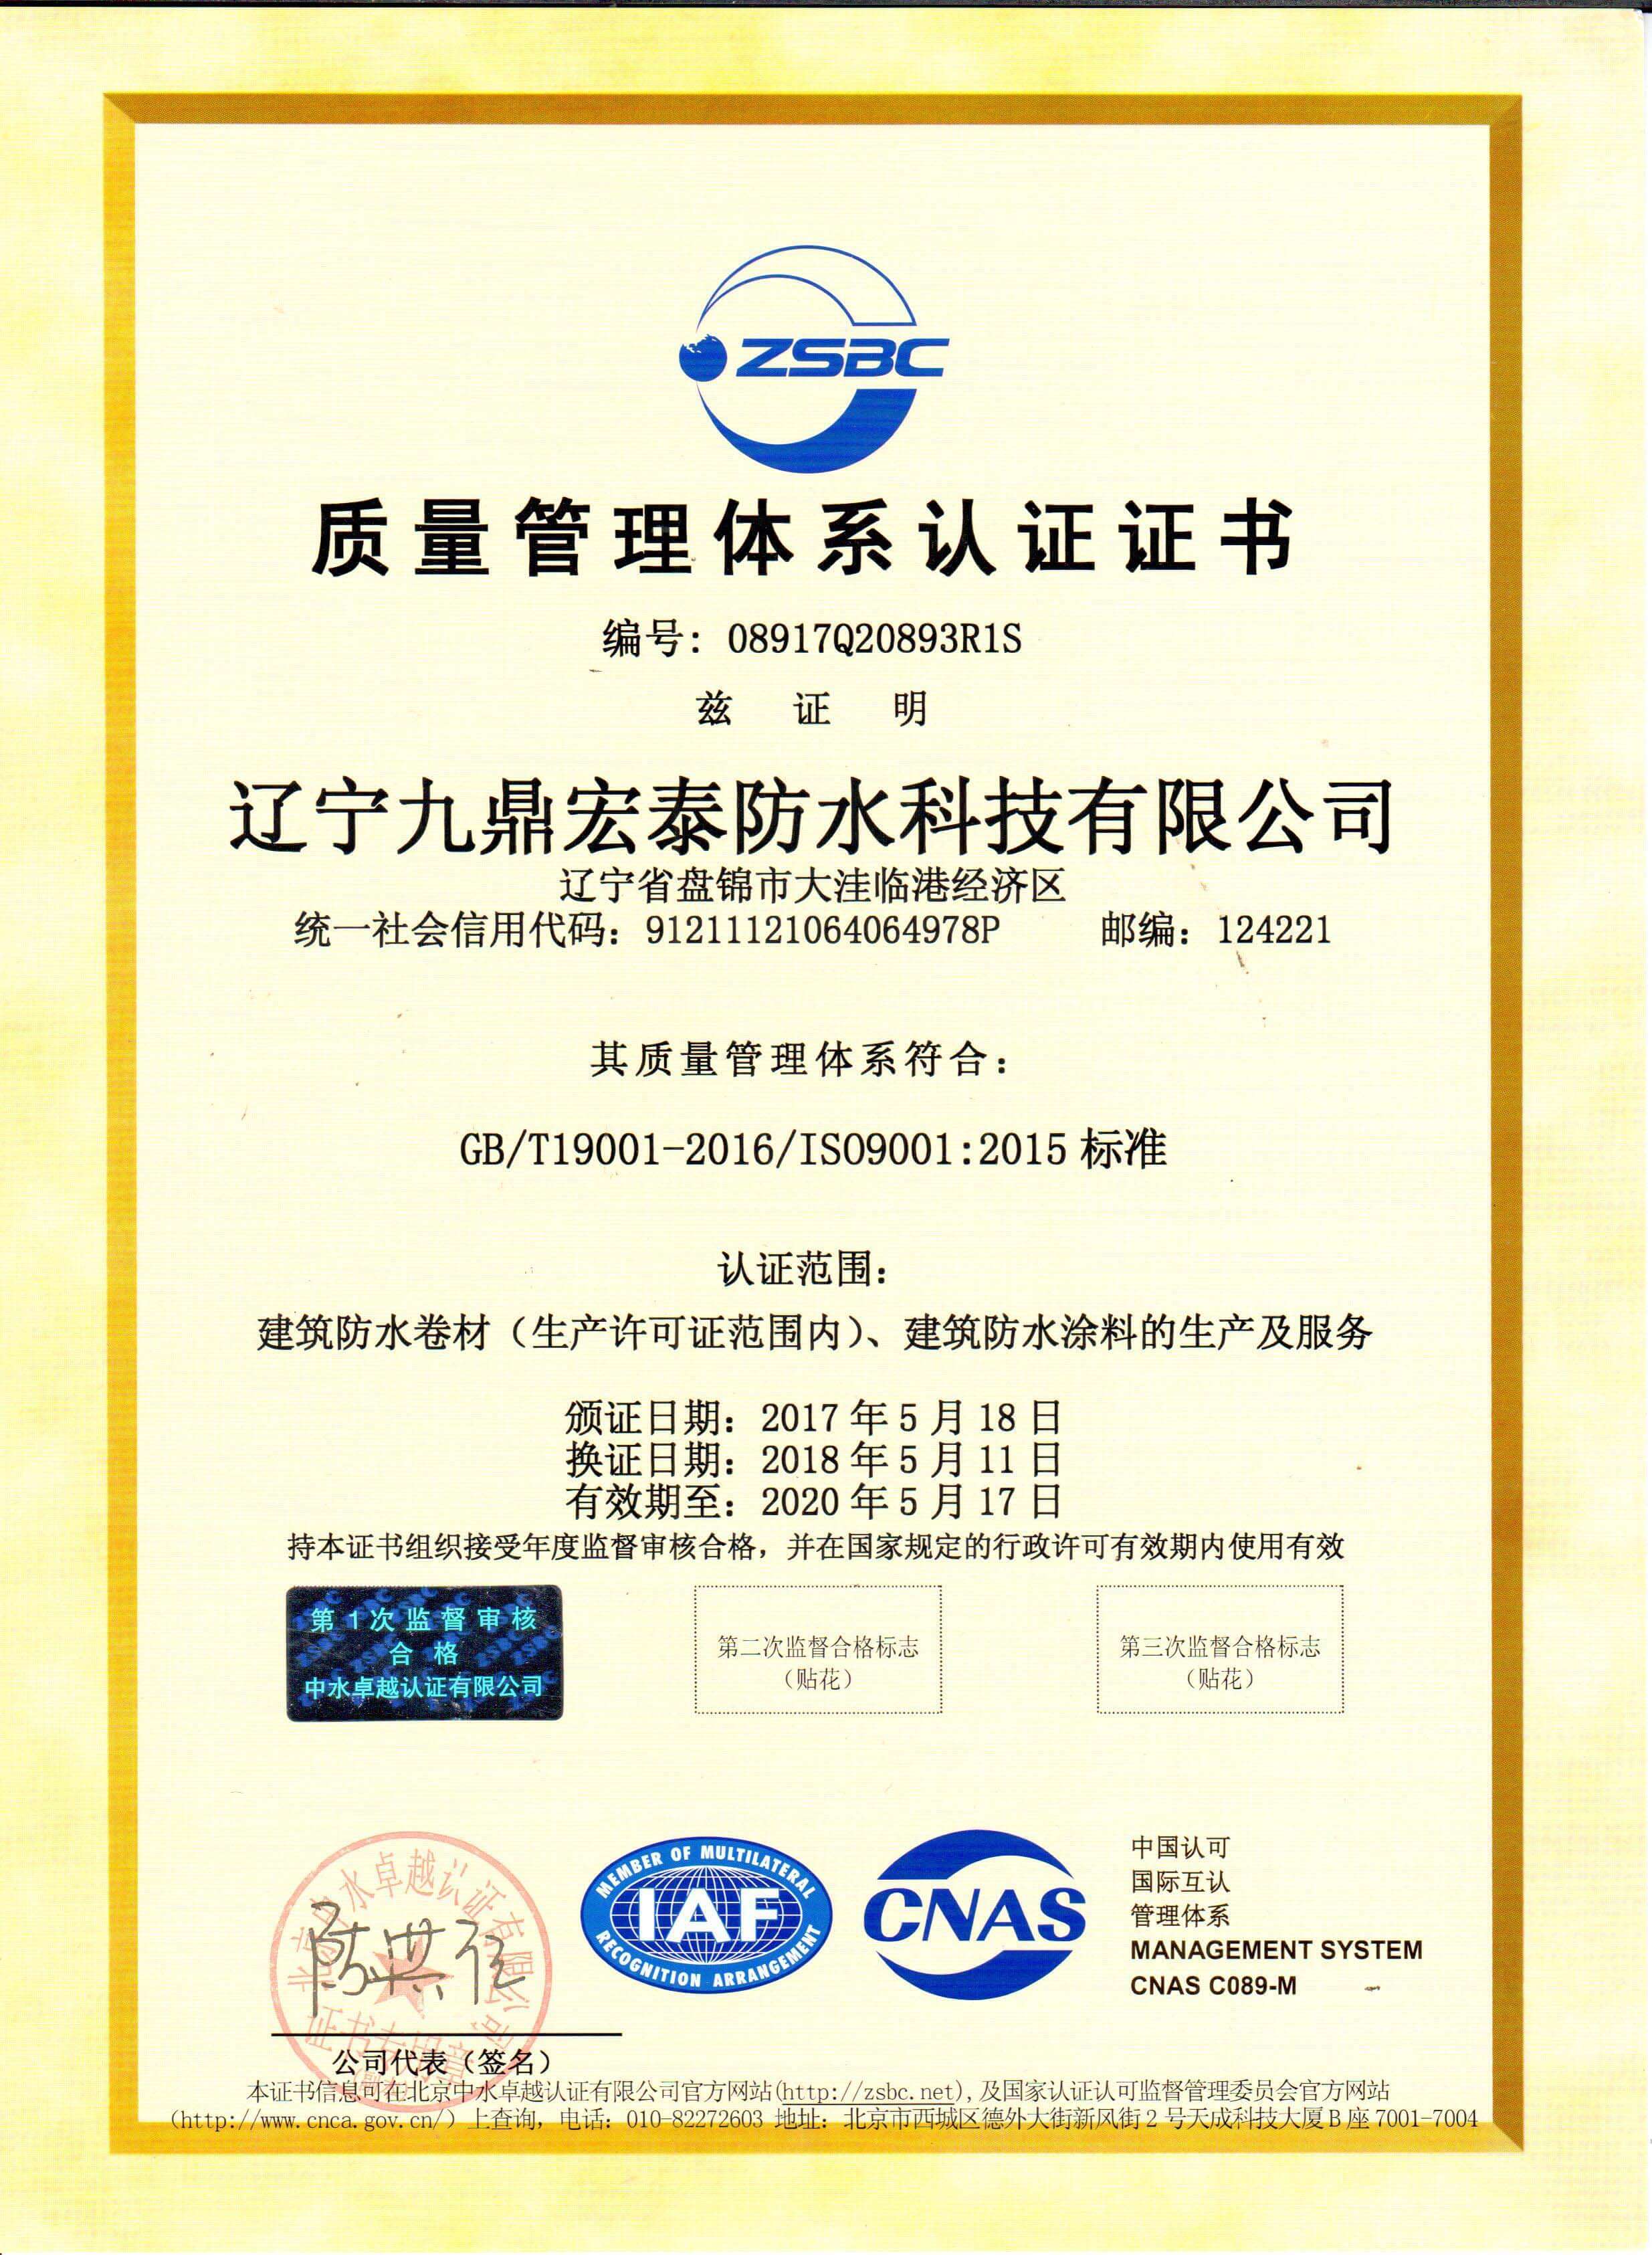 ZSBC
质量管理体系认证证书
编号：08917Q20893R1S
兹 证 明
辽宁九鼎宏泰防水科技有限公司
辽宁省盘锦市大洼临港经济区
统一社会信用代码：91211121064064978P 邮编：124221
其质量管理体系符合：
GB/T19001-2016/ISO9001:2015 标准
认证范围：
建筑防水卷材（生产许可证范围内）、建筑防水涂料的生产及服务
颁证日期：2017 年 5 月 18 日
换证日期：2018 年 5 月 11 日
有效期至：2020 年 5 月 17 日
持本证书组织接受年度监督审核合格，并在国家规定的行政许可有效期内使用有效
第 1 次 监 督 审 核
合 格
中水卓越认证有限公司
第二次监督合格标志
（贴花）
第三次监督合格标志
（贴花）
北京中水卓越认证有限公司
证书专用章
MEMBER OF MULTILATERAL
IAF
RECOGNITION ARRANGEMENT
CNAS
中国认可
国际互认
管理体系
MANAGEMENT SYSTEM
CNAS C089-M
公司代表（签名）
本证书信息可在北京中水卓越认证有限公司官方网站(http://zsbc.net),及国家认证认可监督管理委员会官方网站
（http://www.cnca.gov.cn/）上查询，电话：010-82272603 地址：北京市西城区德外大街新风街 2 号天成科技大厦 B 座 7001-7004